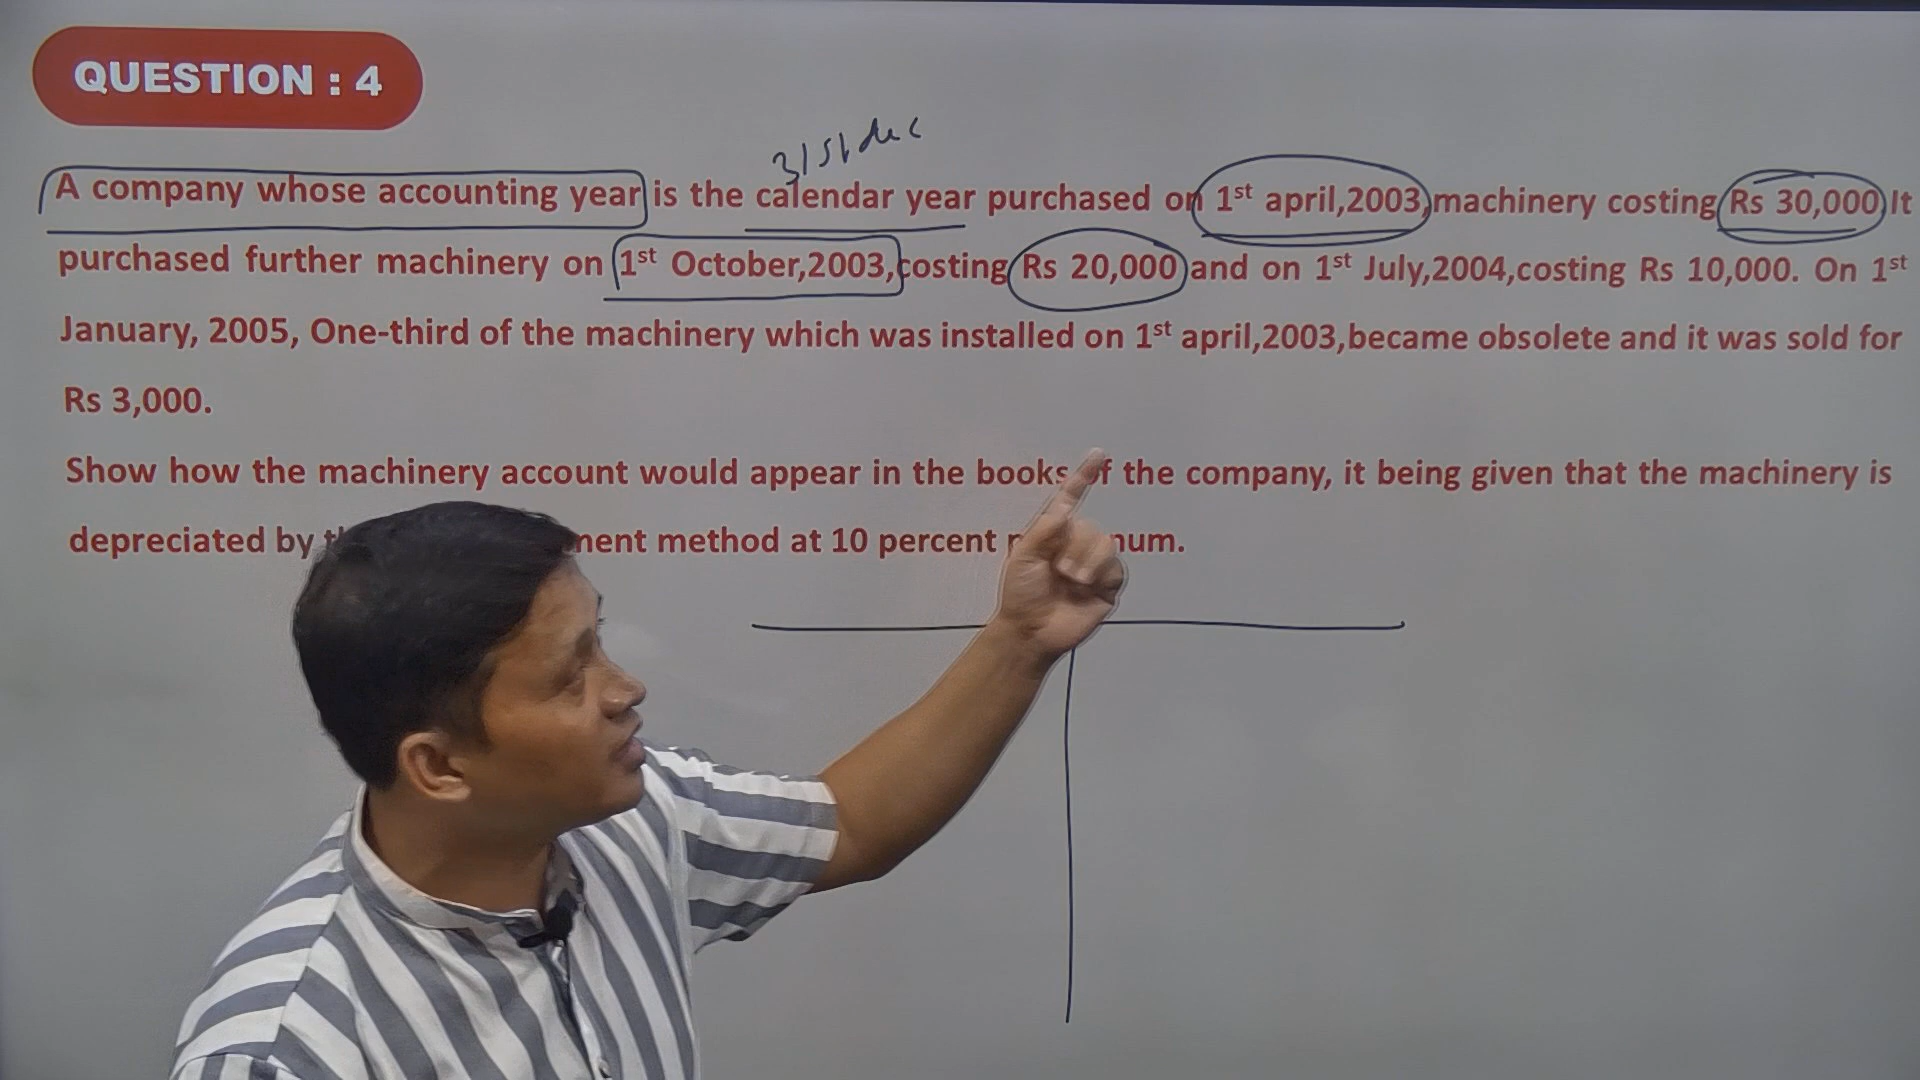 QUESTION : 4
31st dec
A company whose accounting year is the calendar year purchased on 1st april,2003,machinery costing Rs 30,000 It
purchased further machinery on 1st October,2003,costing Rs 20,000 and on 1st July,2004,costing Rs 10,000. On 1st
January, 2005, One-third of the machinery which was installed on 1st april,2003,became obsolete and it was sold for
Rs 3,000.
Show how the machinery account would appear in the books of the company, it being given that the machinery is
depreciated by method at 10 percent